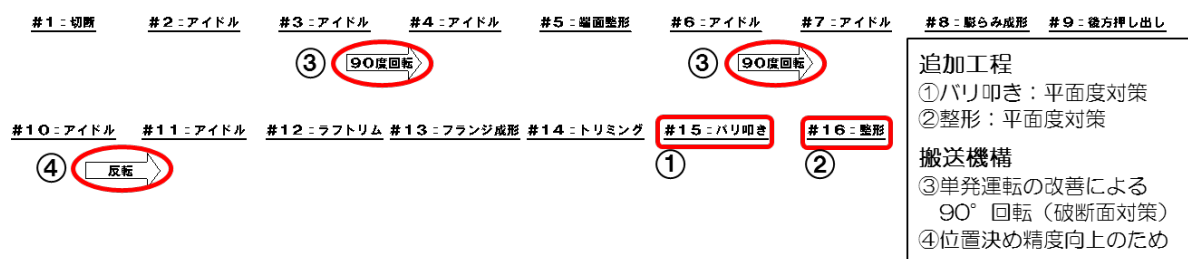 #1：切断 #2：アイドル #3：アイドル #4：アイドル #5：端面整形 #6：アイドル #7：アイドル #8：膨らみ成形 #9：後方押し出し
③ 90度回転 ③ 90度回転
#10：アイドル #11：アイドル #12：ラフトリム #13：フランジ成形 #14：トリミング #15：バリ叩き #16：整形
④ 反転 ① ②
追加工程
①バリ叩き：平面度対策
②整形：平面度対策
搬送機構
③単発運転の改善による
90°回転（破断面対策）
④位置決め精度向上のため